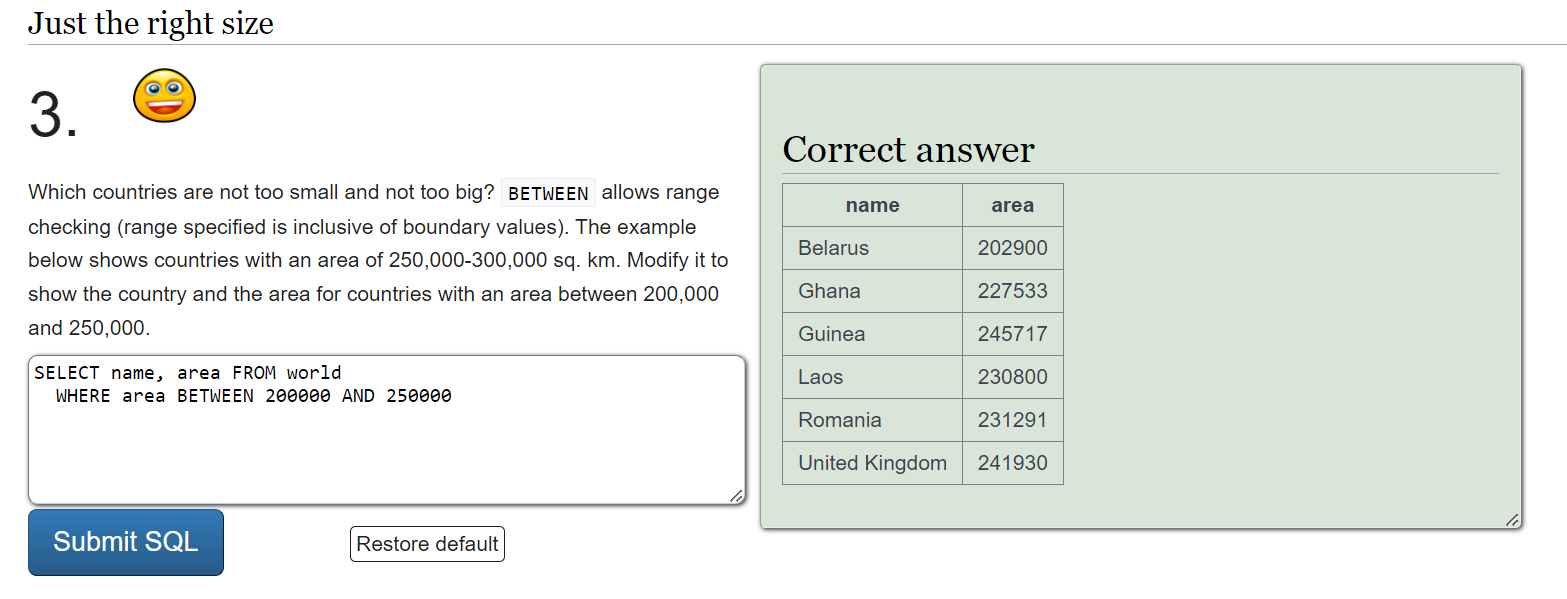 Just the right size
3.
Which countries are not too small and not too big? BETWEEN allows range
checking (range specified is inclusive of boundary values). The example
below shows countries with an area of 250,000-300,000 sq. km. Modify it to
show the country and the area for countries with an area between 200,000
and 250,000.
SELECT name, area FROM world
WHERE area BETWEEN 200000 AND 250000
Submit SQL
Restore default
Correct answer
name area
Belarus 202900
Ghana 227533
Guinea 245717
Laos 230800
Romania 231291
United Kingdom 241930